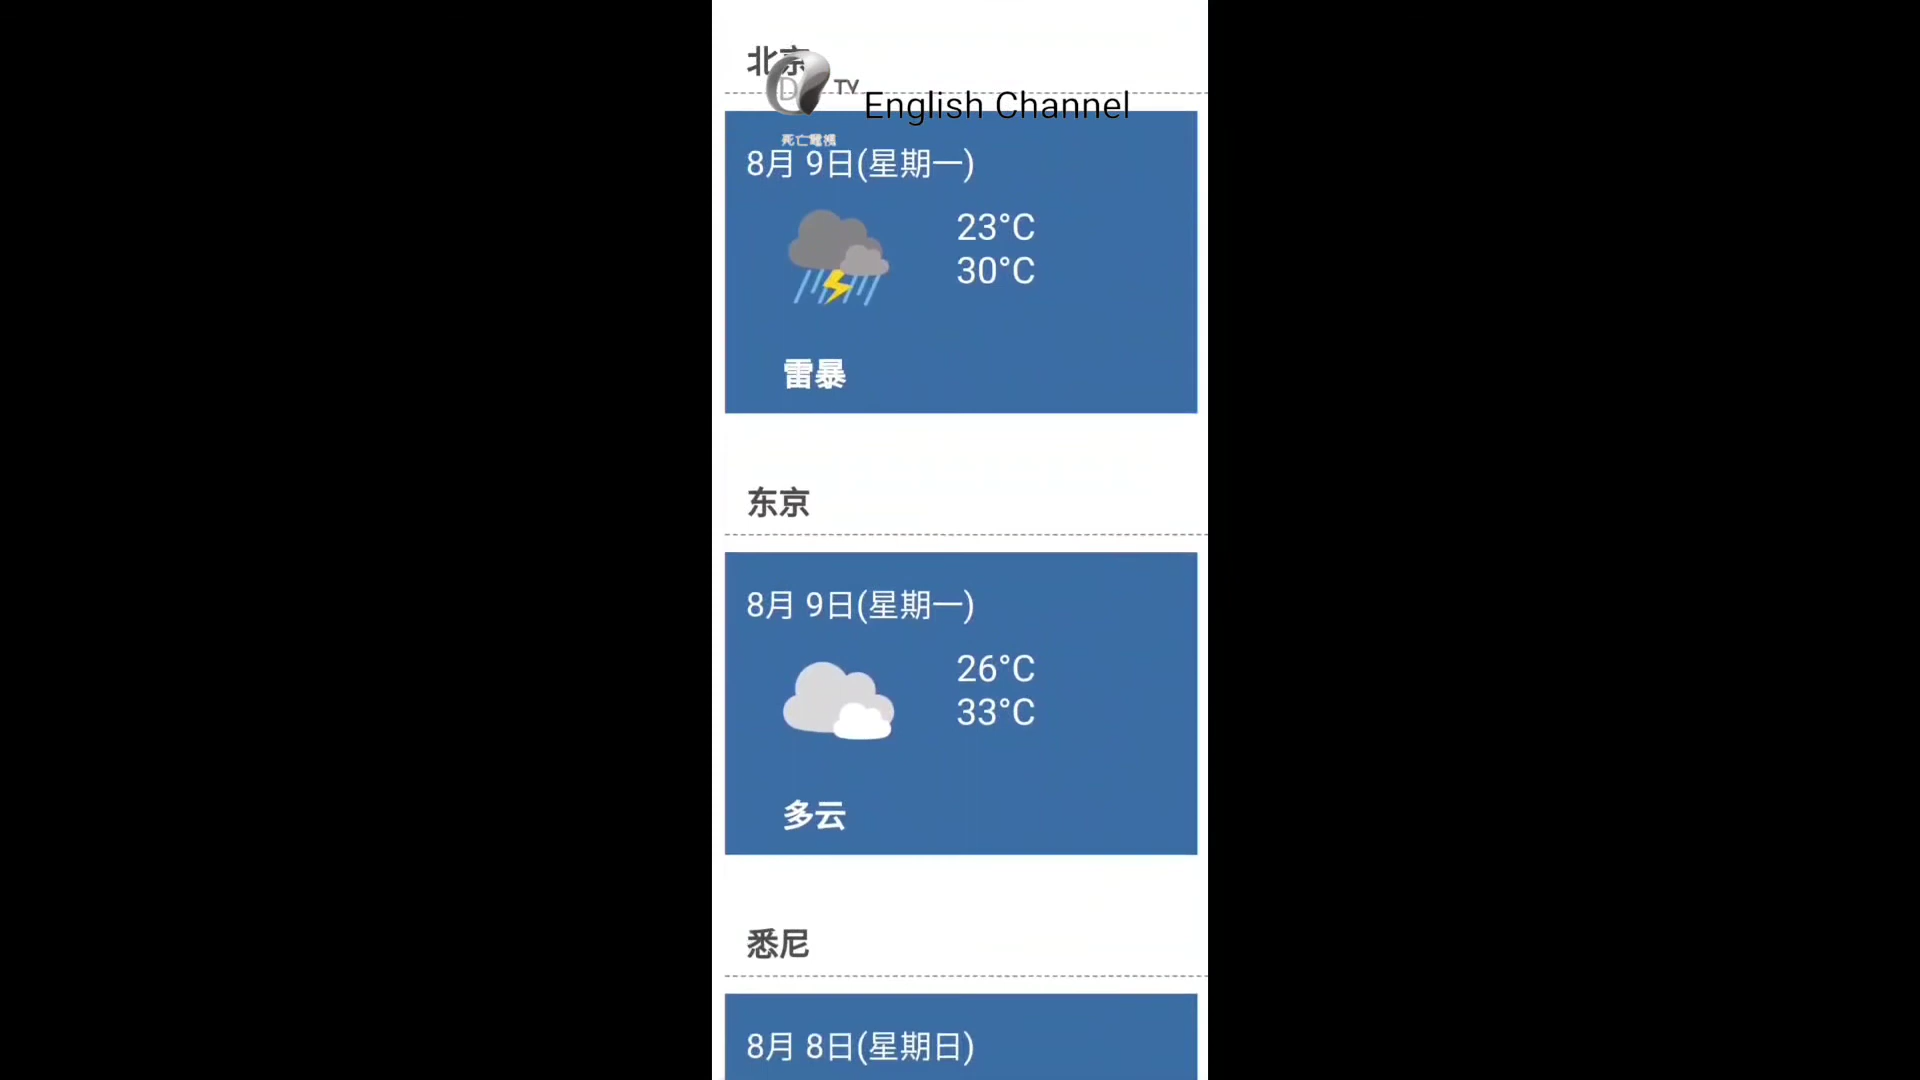 北京
D TV
English Channel
死亡電視
8月 9日(星期一)
23°C
30°C
雷暴
东京
8月 9日(星期一)
26°C
33°C
多云
悉尼
8月 8日(星期日)